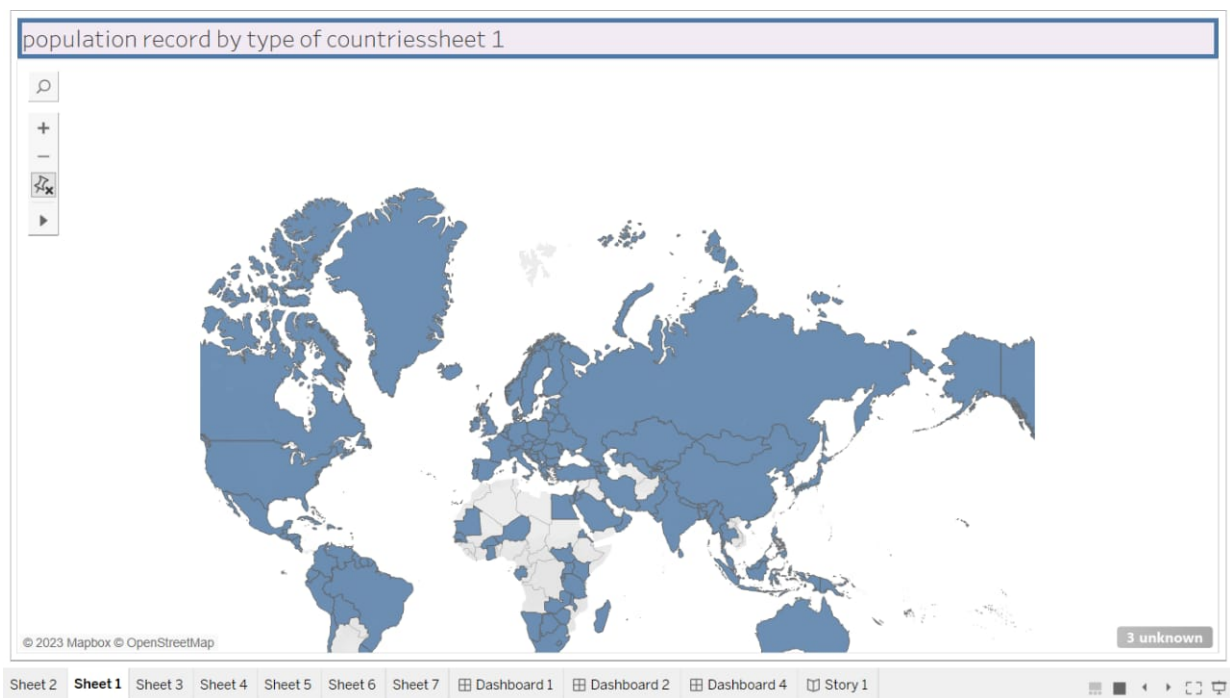 population record by type of countriessheet 1
© 2023 Mapbox © OpenStreetMap
3 unknown
Sheet 2 Sheet 1 Sheet 3 Sheet 4 Sheet 5 Sheet 6 Sheet 7 Dashboard 1 Dashboard 2 Dashboard 4 Story 1